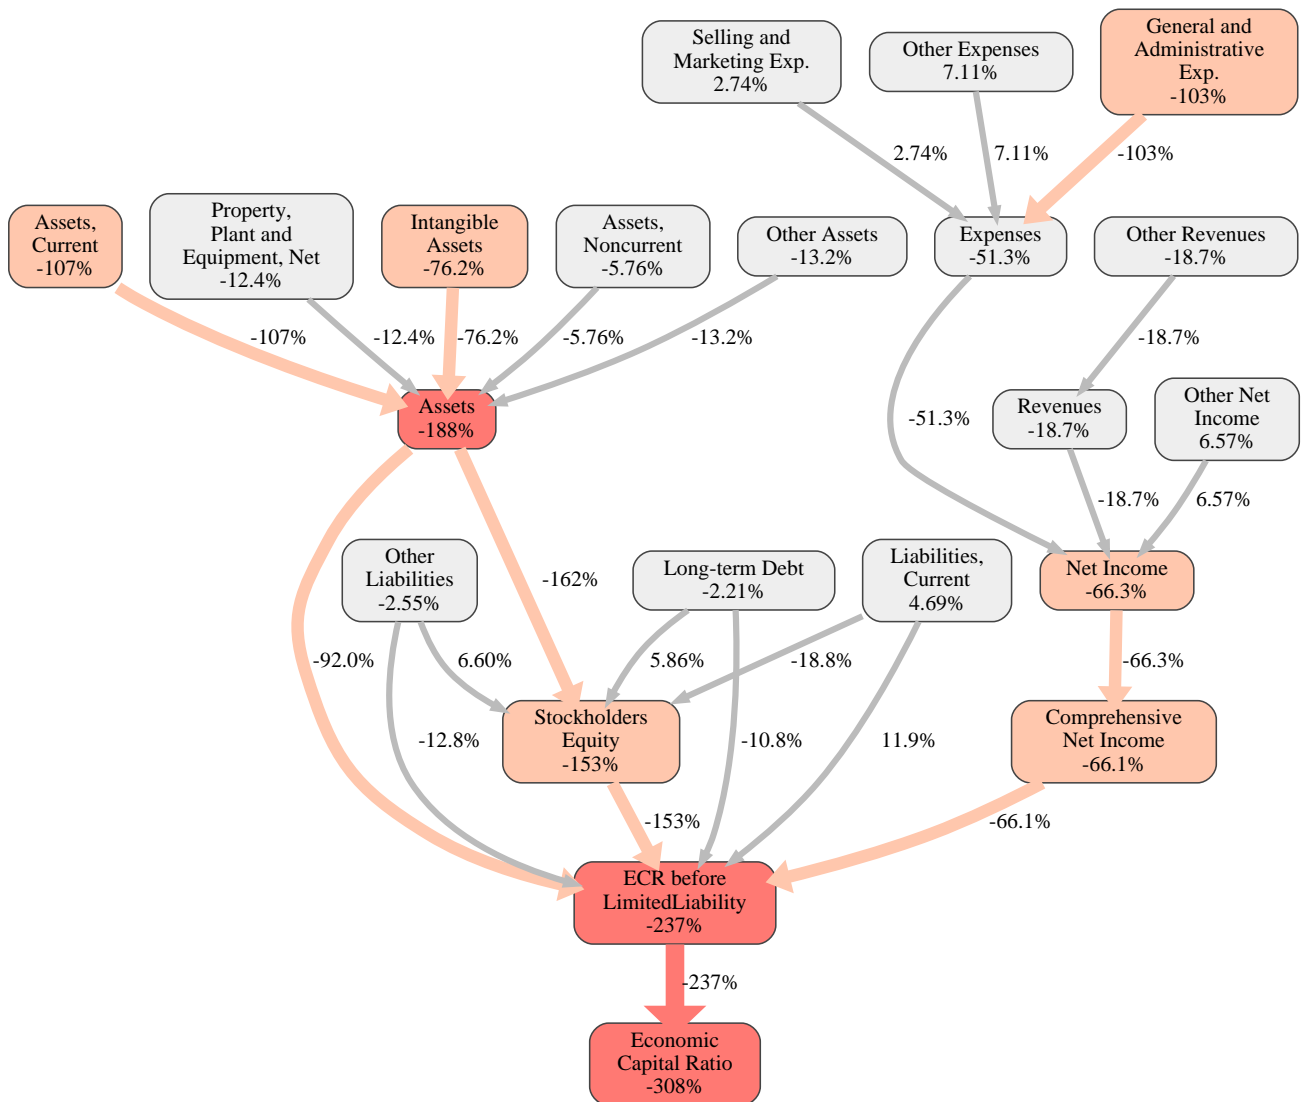 Selling and
Marketing Exp.
2.74%
Other Expenses
7.11%
General and
Administrative
Exp.
-103%
2.74%
7.11%
-103%
Assets,
Current
-107%
Property,
Plant and
Equipment, Net
-12.4%
Intangible
Assets
-76.2%
Assets,
Noncurrent
-5.76%
Other Assets
-13.2%
Expenses
-51.3%
Other Revenues
-18.7%
-107%
-12.4%
-76.2%
-5.76%
-13.2%
-18.7%
Assets
-188%
-51.3%
Revenues
-18.7%
Other Net
Income
6.57%
-18.7%
6.57%
Other
Liabilities
-2.55%
-162%
Long-term Debt
-2.21%
Liabilities,
Current
4.69%
Net Income
-66.3%
-92.0%
6.60%
5.86%
-18.8%
-66.3%
Stockholders
Equity
-153%
Comprehensive
Net Income
-66.1%
-12.8%
-10.8%
11.9%
-153%
-66.1%
ECR before
LimitedLiability
-237%
-237%
Economic
Capital Ratio
-308%